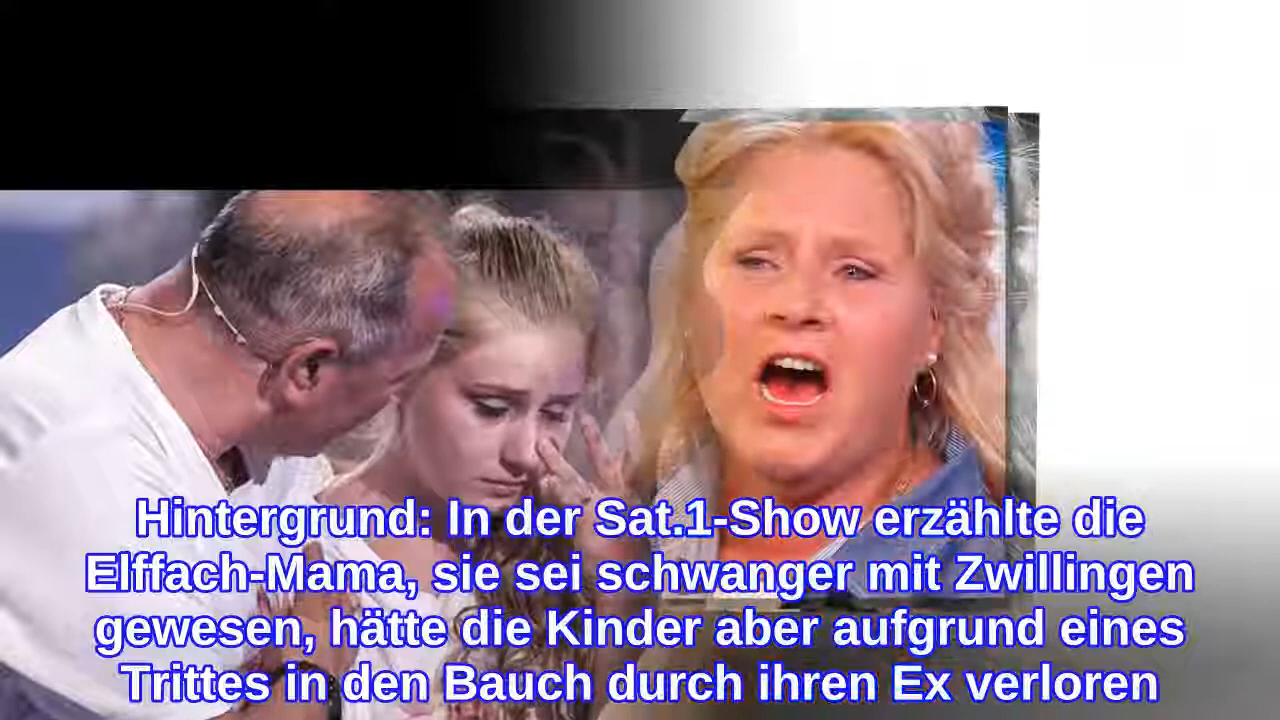 Hintergrund: In der Sat.1-Show erzählte die
Elffach-Mama, sie sei schwanger mit Zwillingen
gewesen, hätte die Kinder aber aufgrund eines
Trittes in den Bauch durch ihren Ex verloren